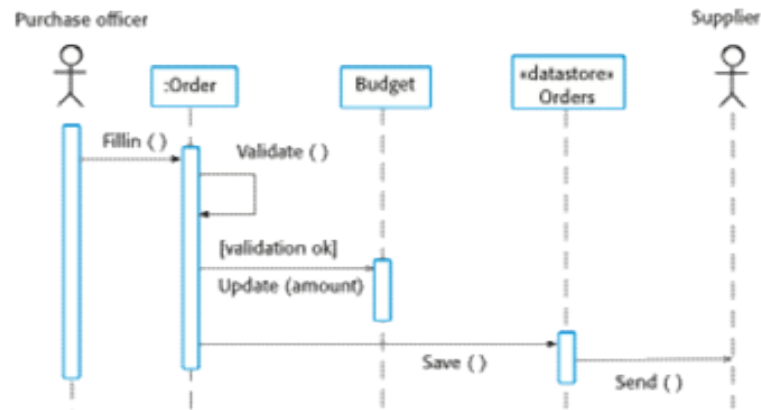 Purchase officer
Supplier
:Order
Budget
«datastore»
Orders
Fillin ( )
Validate ( )
[validation ok]
Update (amount)
Save ( )
Send ( )